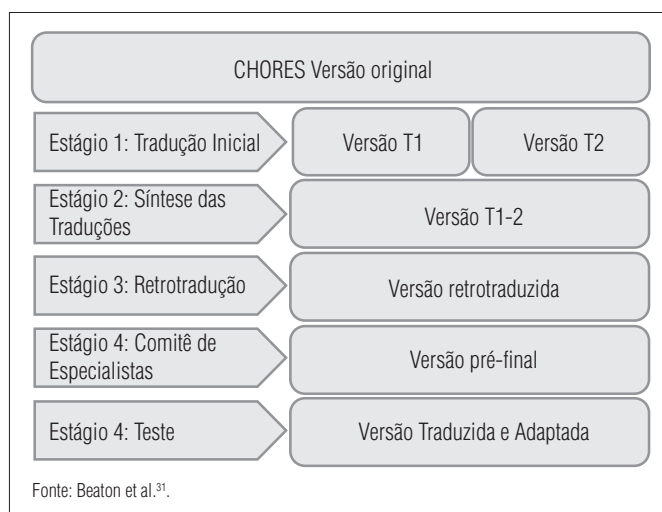 CHORES Versão original
Estágio 1: Tradução Inicial
Versão T1
Versão T2
Estágio 2: Síntese das
Traduções
Versão T1-2
Estágio 3: Retrotradução
Versão retrotraduzida
Estágio 4: Comitê de
Especialistas
Versão pré-final
Estágio 4: Teste
Versão Traduzida e Adaptada
Fonte: Beaton et al.³¹.